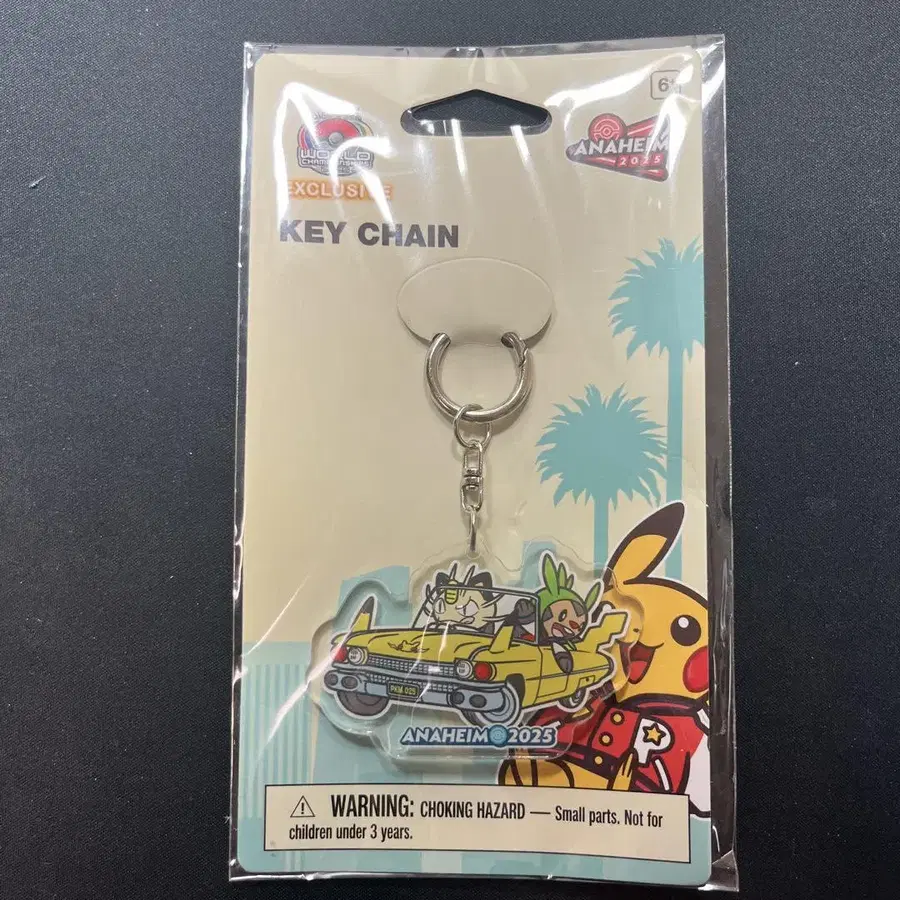 6+
WORLD
CHAMPIONSHIPS
EXCLUSIVE
ANAHEIM
2025
KEY CHAIN
PKM 025
ANAHEIM 2025
P
WARNING: CHOKING HAZARD — Small parts. Not for
children under 3 years.